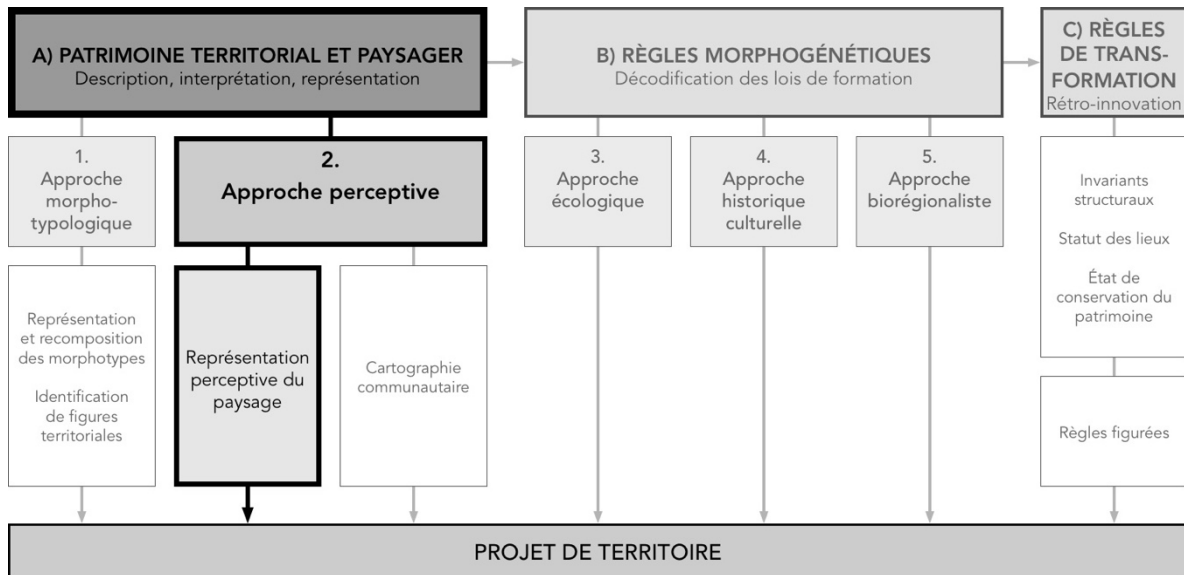 A) PATRIMOINE TERRITORIAL ET PAYSAGER
Description, interprétation, représentation
B) RÈGLES MORPHOGÉNÉTIQUES
Décodification des lois de formation
C) RÈGLES
DE TRANS-
FORMATION
Rétro-innovation
1.
Approche
morpho-
typologique
2.
Approche perceptive
3.
Approche
écologique
4.
Approche
historique
culturelle
5.
Approche
biorégionaliste
Invariants
structuraux
Statut des lieux
État de
conservation du
patrimoine
Représentation
et recomposition
des morphotypes
Identification
de figures
territoriales
Représentation
perceptive du
paysage
Cartographie
communautaire
Règles figurées
PROJET DE TERRITOIRE